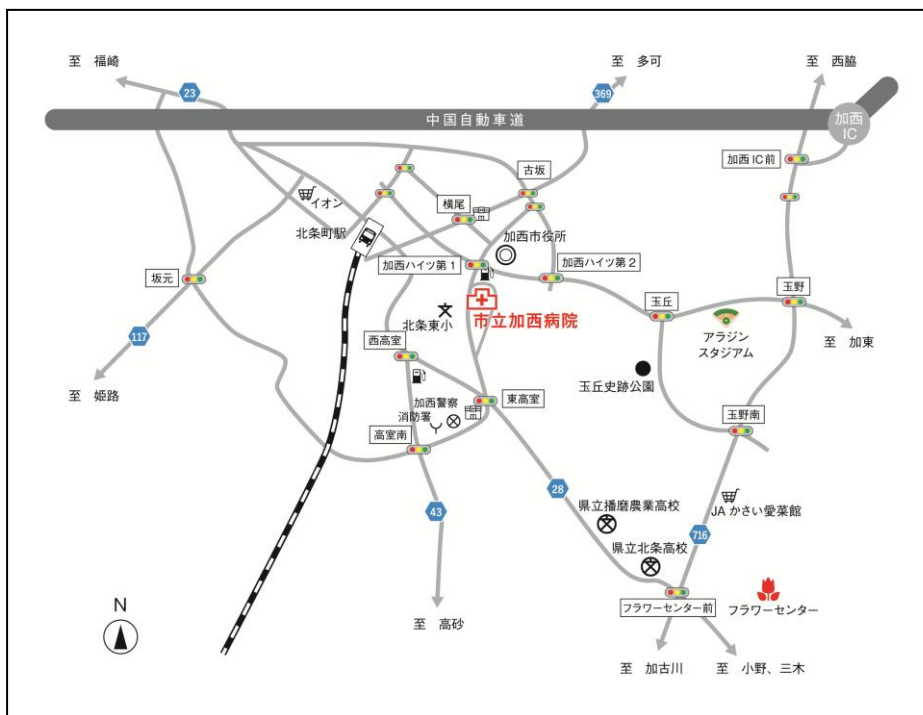 至 福崎
至 多可
至 西脇
23
369
中国自動車道
加西
IC
加西IC前
古坂
横尾
イオン
北条町駅
加西市役所
加西ハイツ第1
加西ハイツ第2
坂元
玉丘
玉野
市立加西病院
北条東小
アラジン
スタジアム
至 加東
117
西高室
玉丘史跡公園
至 姫路
加西警察
消防署
東高室
玉野南
高室南
28
43
県立播磨農業高校
JAかさい愛菜館
716
県立北条高校
N
フラワーセンター前
フラワーセンター
至 高砂
至 加古川
至 小野、三木